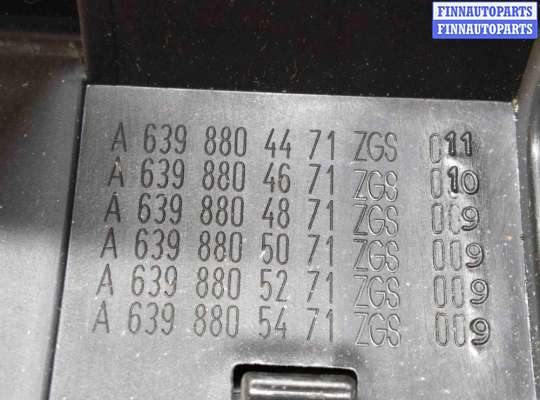 FINNAUTOPARTS
FINNAUTOPARTS
A 639 880 44 71 ZGS 011
A 639 880 46 71 ZGS 010
A 639 880 48 71 ZGS 009
A 639 880 50 71 ZGS 009
A 639 880 52 71 ZGS 009
A 639 880 54 71 ZGS 009